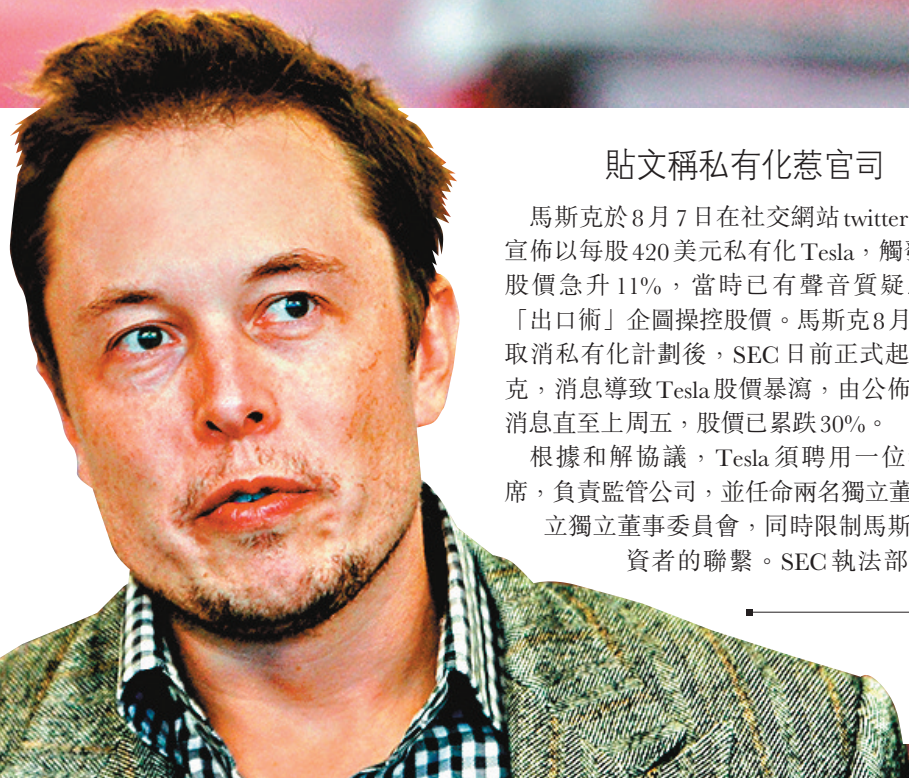 貼文稱私有化惹官司
馬斯克於8月7日在社交網站twitter
宣佈以每股420美元私有化Tesla，觸
股價急升11%，當時已有聲音質疑
「出口術」企圖操控股價。馬斯克8月
取消私有化計劃後，SEC日前正式起
克，消息導致Tesla股價暴瀉，由公佈
消息直至上周五，股價已累跌30%。
根據和解協議，Tesla須聘用一位
席，負責監管公司，並任命兩名獨立董
立獨立董事委員會，同時限制馬斯
資者的聯繫。SEC執法部